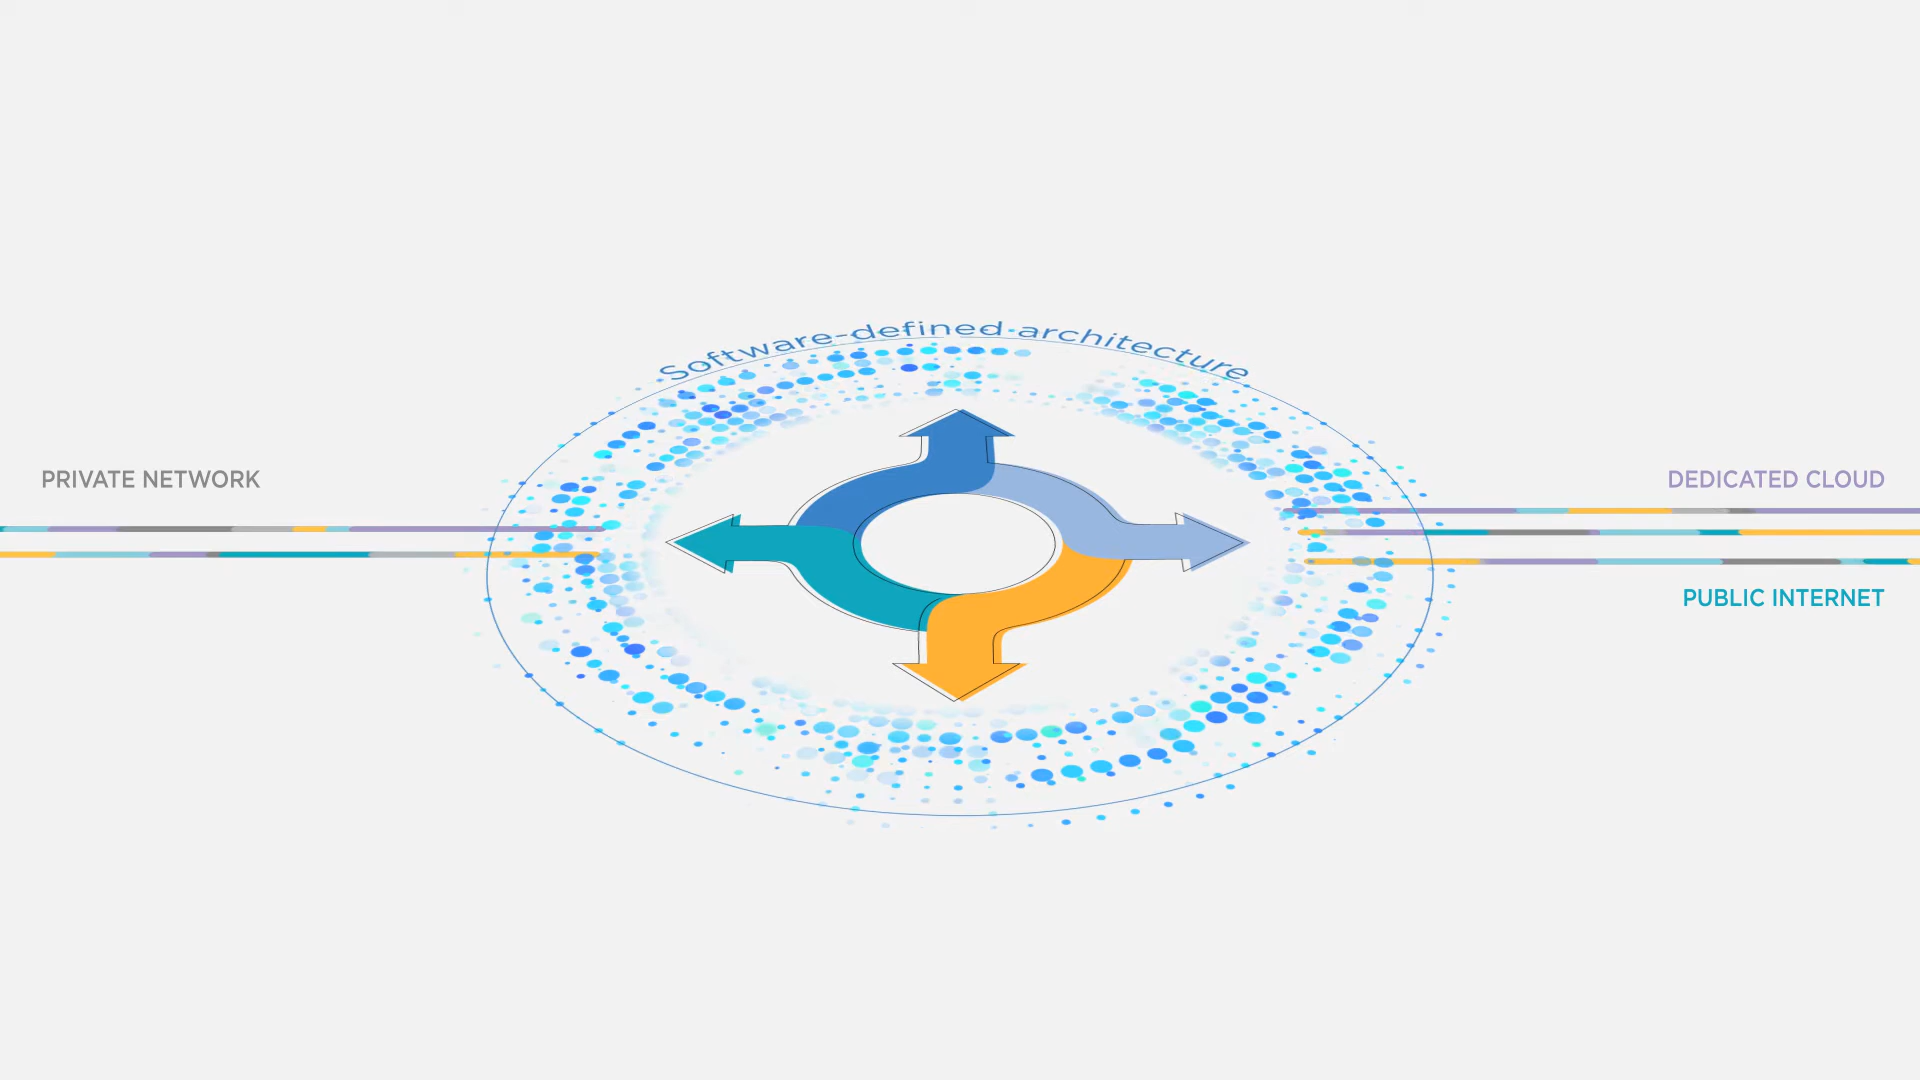 Software-defined architecture
PRIVATE NETWORK
DEDICATED CLOUD
PUBLIC INTERNET